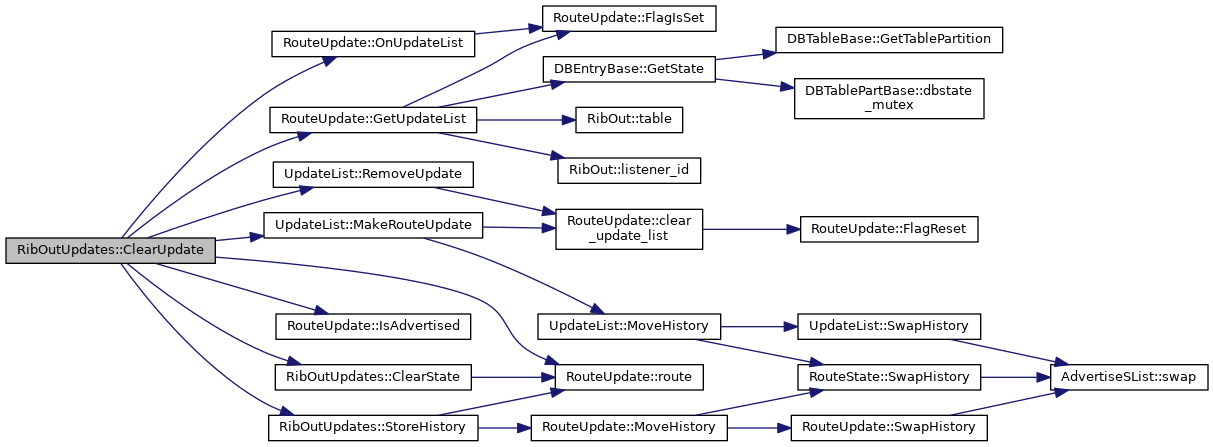 RibOutUpdates::ClearUpdate
RouteUpdate::OnUpdateList
RouteUpdate::GetUpdateList
UpdateList::RemoveUpdate
UpdateList::MakeRouteUpdate
RouteUpdate::IsAdvertised
RibOutUpdates::ClearState
RibOutUpdates::StoreHistory
RouteUpdate::FlagIsSet
DBEntryBase::GetState
RibOut::table
RibOut::listener_id
RouteUpdate::clear
_update_list
UpdateList::MoveHistory
RouteUpdate::route
RouteUpdate::MoveHistory
DBTableBase::GetTablePartition
DBTablePartBase::dbstate
_mutex
RouteUpdate::FlagReset
UpdateList::SwapHistory
RouteState::SwapHistory
RouteUpdate::SwapHistory
AdvertiseSList::swap